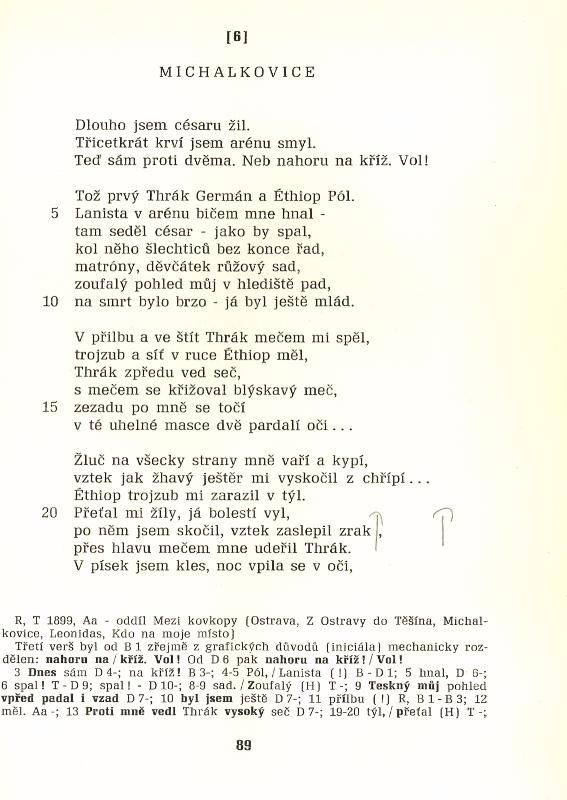 [6]
MICHALKOVICE
Dlouho jsem césaru žil.
Třicetkrát krví jsem arénu smyl.
Teď sám proti dvěma. Neb nahoru na kříž. Vol!
Tož prvý Thrák Germán a Éthiop Pól.
5 Lanista v arénu bičem mne hnal -
tam seděl césar - jako by spal,
kol něho šlechticů bez konce řad,
matróny, děvčátek růžový sad,
zoufalý pohled můj v hlediště pad,
10 na smrt bylo brzo - já byl ještě mlád.
V přilbu a ve štít Thrák mečem mi spěl,
trojzub a síť v ruce Éthiop měl,
Thrák zpředu ved seč,
s mečem se křižoval blýskavý meč,
15 zezadu po mně se točí
v té uhelné masce dvě pardalí oči...
Žluč na všecky strany mně vaří a kypí,
vztek jak žhavý ještěr mi vyskočil z chřípí...
Éthiop trojzub mi zarazil v týl.
20 Přeťal mi žíly, já bolestí vyl,
po něm jsem skočil, vztek zaslepil zrak,
přes hlavu mečem mne udeřil Thrák.
V písek jsem kles, noc vpila se v oči,
R, T 1899, Aa - oddíl Mezi kovkopy (Ostrava, Z Ostravy do Těšína, Michal-
kovice, Leonidas, Kdo na moje místo)
Třetí verš byl od B 1 zřejmě z grafických důvodů (iniciála) mechanicky roz-
dělen: nahoru na / kříž. Vol! Od D 6 pak nahoru na kříž! / Vol!
3 Dnes sám D 4-; na kříž! B 3-; 4-5 Pól, / Lanista (!) B - D 1; 5 hnal, D 6-;
6 spal! T - D 9; spal! - D 10-; 8-9 sad. / Zoufalý (H) T -; 9 Teskný můj pohled
vpřed padal i vzad D 7-; 10 byl jsem ještě D 7-; 11 přílbu (!) R, B 1 - B 3; 12
měl. Aa -; 13 Proti mně vedl Thrák vysoký seč D 7-; 19-20 týl, / přeťal (H) T -;
89